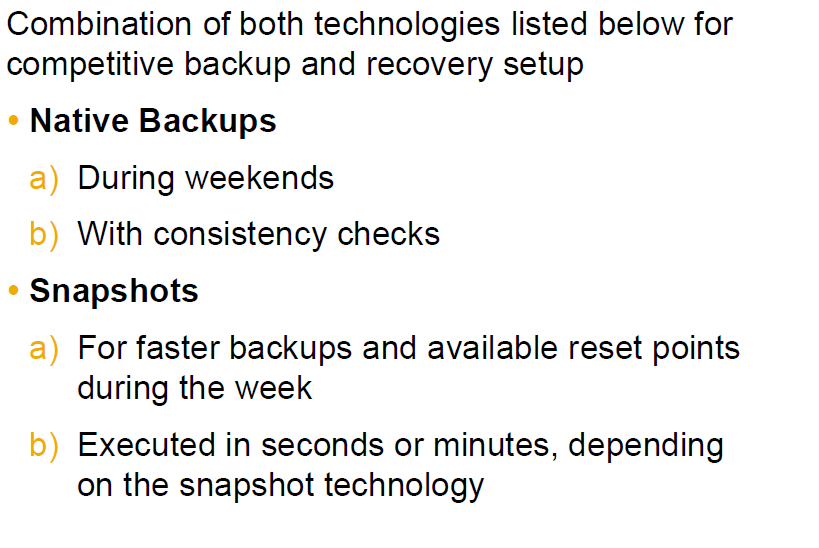 Combination of both technologies listed below for
competitive backup and recovery setup
• Native Backups
a) During weekends
b) With consistency checks
• Snapshots
a) For faster backups and available reset points
during the week
b) Executed in seconds or minutes, depending
on the snapshot technology